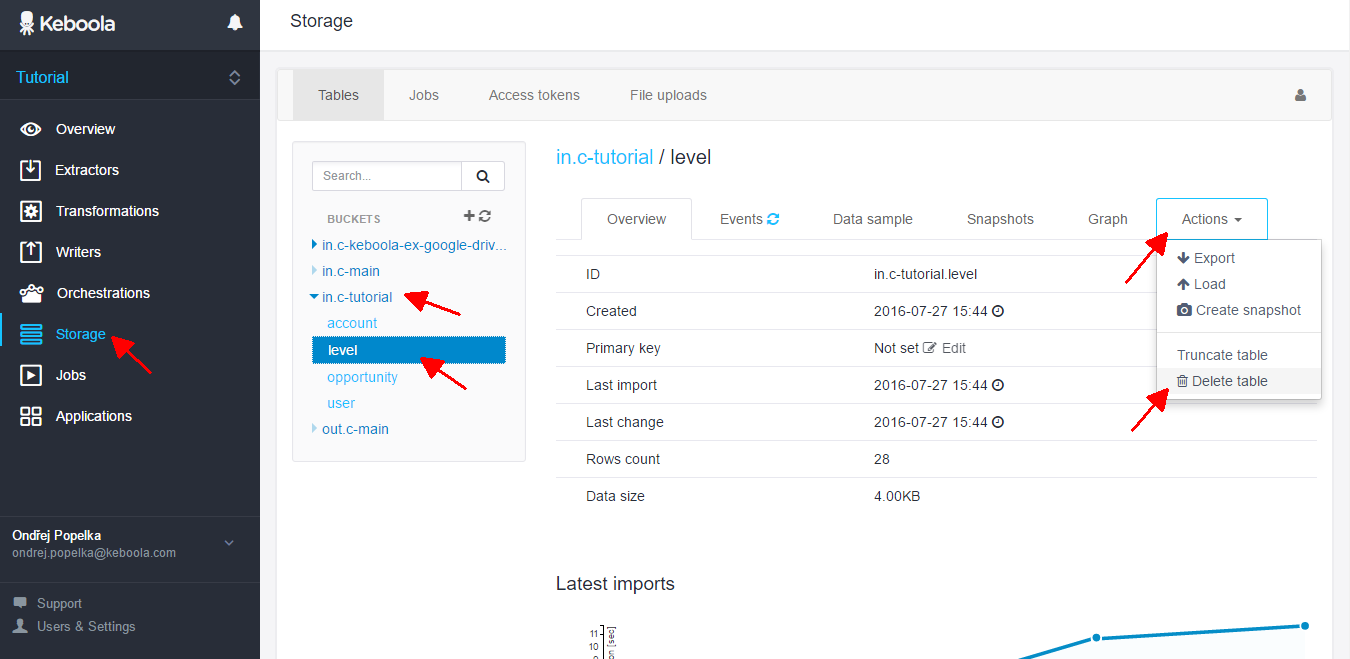 Keboola
Tutorial
Overview
Extractors
Transformations
Writers
Orchestrations
Storage
Jobs
Applications
Ondřej Popelka
ondrej.popelka@keboola.com
Support
Users & Settings
Storage
Tables Jobs Access tokens File uploads
Search...
BUCKETS
in.c-keboola-ex-google-driv...
in.c-main
in.c-tutorial
account
level
opportunity
user
out.c-main
in.c-tutorial / level
Overview Events Data sample Snapshots Graph Actions
Export
Load
Create snapshot
Truncate table
Delete table
ID in.c-tutorial.level
Created 2016-07-27 15:44
Primary key Not set Edit
Last import 2016-07-27 15:44
Last change 2016-07-27 15:44
Rows count 28
Data size 4.00KB
Latest imports
11
10
[sec]